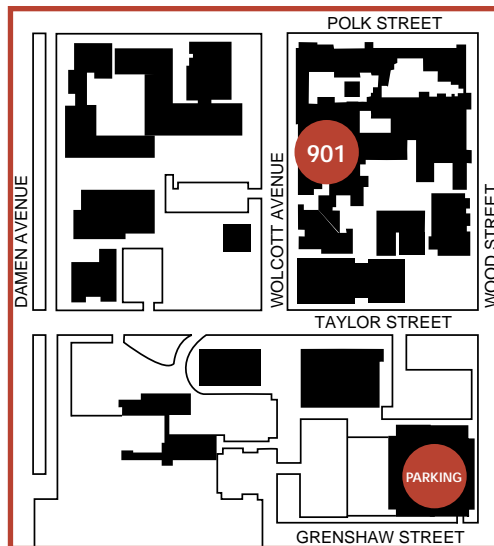 POLK STREET
901
DAMEN AVENUE
WOLCOTT AVENUE
WOOD STREET
TAYLOR STREET
PARKING
GRENSHAW STREET